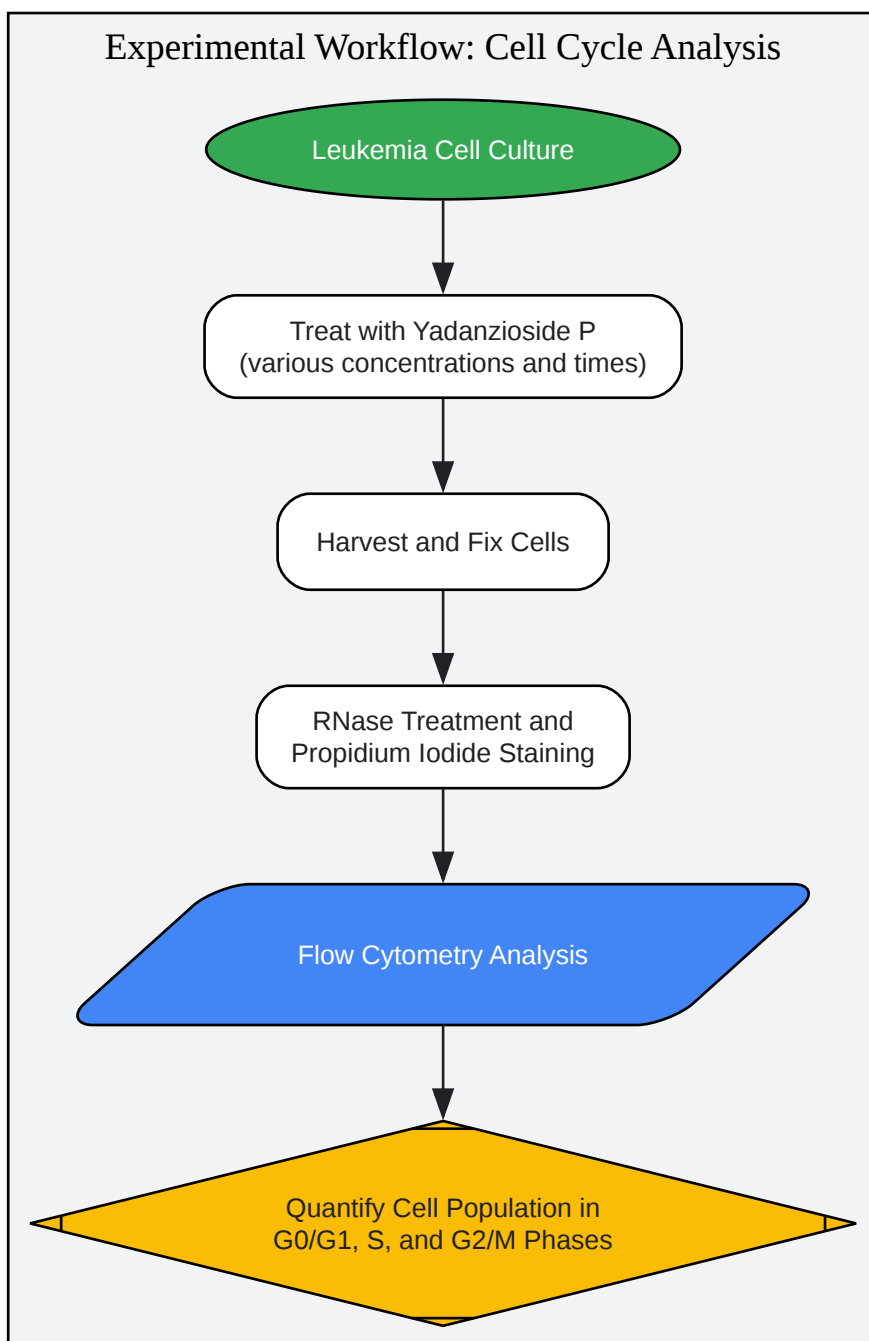 Experimental Workflow: Cell Cycle Analysis
Leukemia Cell Culture
Treat with Yadanzioside P
(various concentrations and times)
Harvest and Fix Cells
RNase Treatment and
Propidium Iodide Staining
Flow Cytometry Analysis
Quantify Cell Population in
G0/G1, S, and G2/M Phases